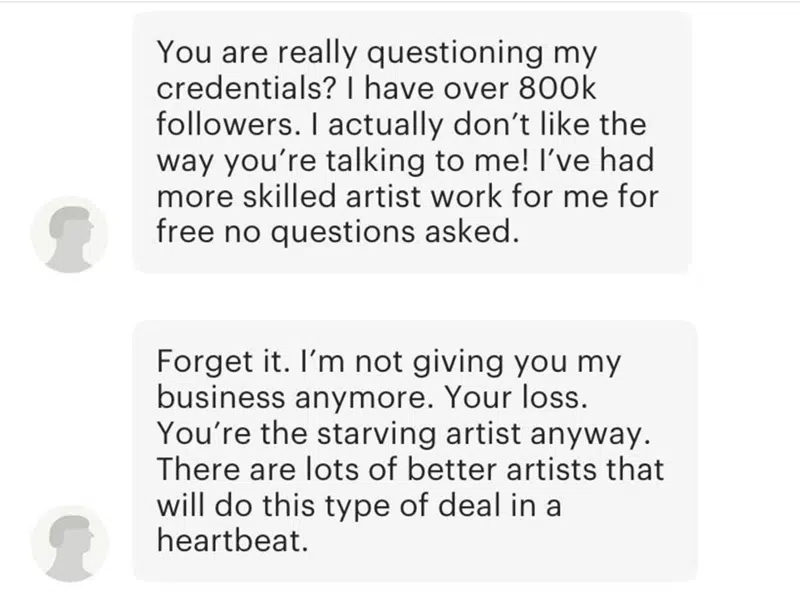 You are really questioning my
credentials? I have over 800k
followers. I actually don’t like the
way you’re talking to me! I’ve had
more skilled artist work for me for
free no questions asked.
Forget it. I’m not giving you my
business anymore. Your loss.
You’re the starving artist anyway.
There are lots of better artists that
will do this type of deal in a
heartbeat.